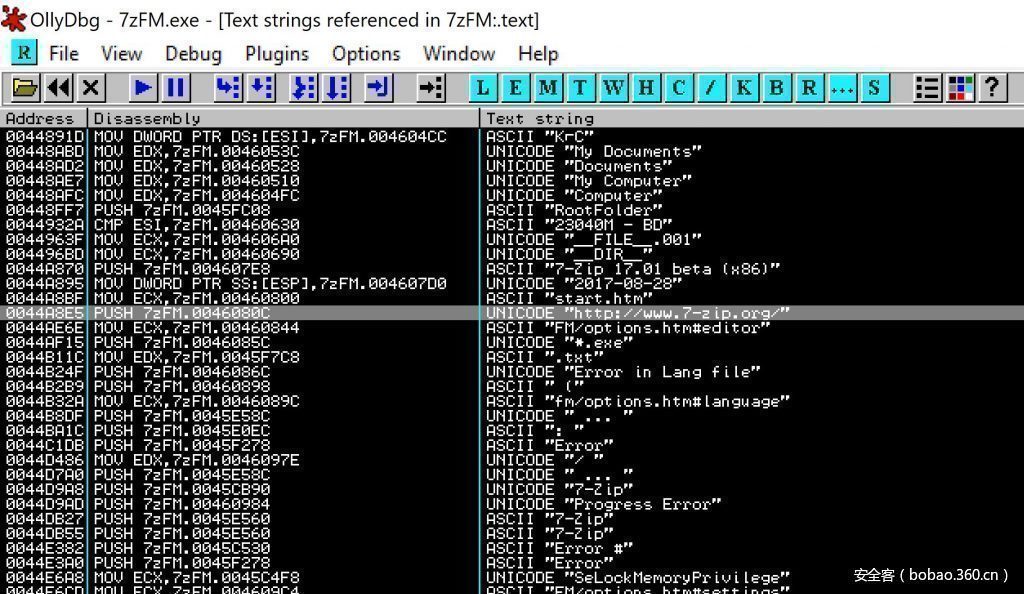 OllyDbg - 7zFM.exe - [Text strings referenced in 7zFM:.text]
R File View Debug Plugins Options Window Help
L E M T W H C / K B R ... S ?
Address Disassembly Text string
0044891D MOV DWORD PTR DS:[ESI],7zFM.004604CC ASCII "KrC"
00448ABD MOV EDX,7zFM.0046053C UNICODE "My Documents"
00448AD2 MOV EDX,7zFM.00460528 UNICODE "Documents"
00448AE7 MOV EDX,7zFM.00460510 UNICODE "My Computer"
00448AFC MOV EDX,7zFM.004604FC UNICODE "Computer"
00448FF7 PUSH 7zFM.0045FC08 ASCII "RootFolder"
0044932A CMP ESI,7zFM.00460630 ASCII "23040M - BD"
0044963F MOV ECX,7zFM.004606A0 UNICODE "__FILE__.001"
004496BD MOV ECX,7zFM.00460690 UNICODE "__DIR__"
0044A870 PUSH 7zFM.004607E8 ASCII "7-Zip 17.01 beta (x86)"
0044A895 MOV DWORD PTR SS:[ESP],7zFM.004607D0 UNICODE "2017-08-28"
0044A8BF MOV ECX,7zFM.00460800 ASCII "start.htm"
0044A8E5 PUSH 7zFM.0046080C UNICODE "http://www.7-zip.org/"
0044AE6E MOV ECX,7zFM.00460844 ASCII "FM/options.htm#editor"
0044AF15 PUSH 7zFM.0046085C UNICODE "*.exe"
0044B11C MOV EDX,7zFM.0045F7C8 ASCII ".txt"
0044B24F PUSH 7zFM.0046086C UNICODE "Error in Lang file"
0044B2B9 PUSH 7zFM.00460898 ASCII " ("
0044B32A MOV ECX,7zFM.0046089C ASCII "fm/options.htm#language"
0044B8DF PUSH 7zFM.0045E58C UNICODE " ... "
0044BA1C PUSH 7zFM.0045E0EC ASCII ": "
0044C1DB PUSH 7zFM.0045F278 ASCII "Error"
0044D486 MOV EDX,7zFM.0046097E UNICODE "/ "
0044D7A0 PUSH 7zFM.0045E58C UNICODE " ... "
0044D9A8 PUSH 7zFM.0045CB90 UNICODE "7-Zip"
0044D9AD PUSH 7zFM.00460984 UNICODE "Progress Error"
0044DB27 PUSH 7zFM.0045E560 ASCII "7-Zip"
0044DB55 PUSH 7zFM.0045E560 ASCII "7-Zip"
0044E382 PUSH 7zFM.0045C530 ASCII "Error #"
0044E3A0 PUSH 7zFM.0045F278 ASCII "Error"
0044E6A8 MOV ECX,7zFM.0045C4F8 UNICODE "SeLockMemoryPrivilege"
0044E6CD MOV ECX,7zFM.004609C4 ASCII "FM/options.htm#settings"
安全客（bobao.360.cn）